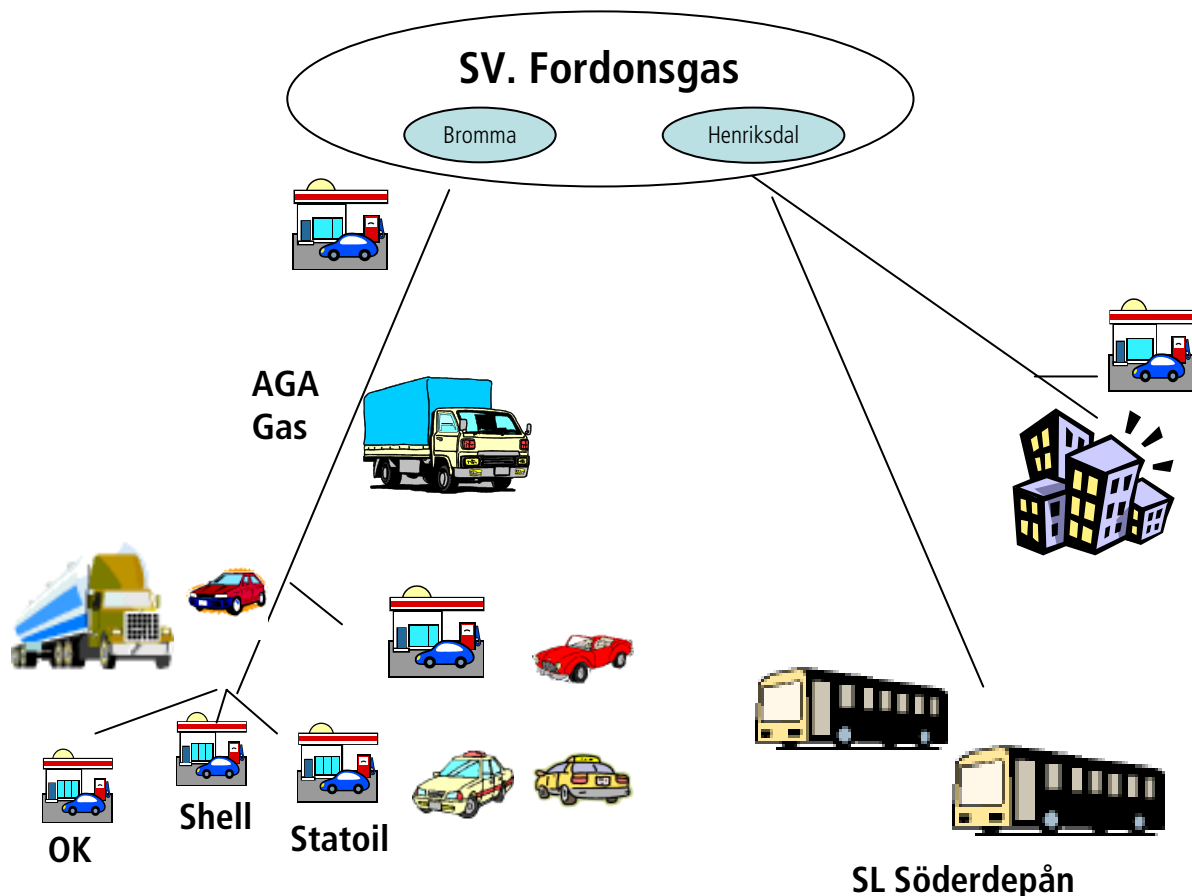 SV. Fordonsgas
Bromma
Henriksdal
AGA
Gas
OK
Shell
Statoil
SL Söderdepån